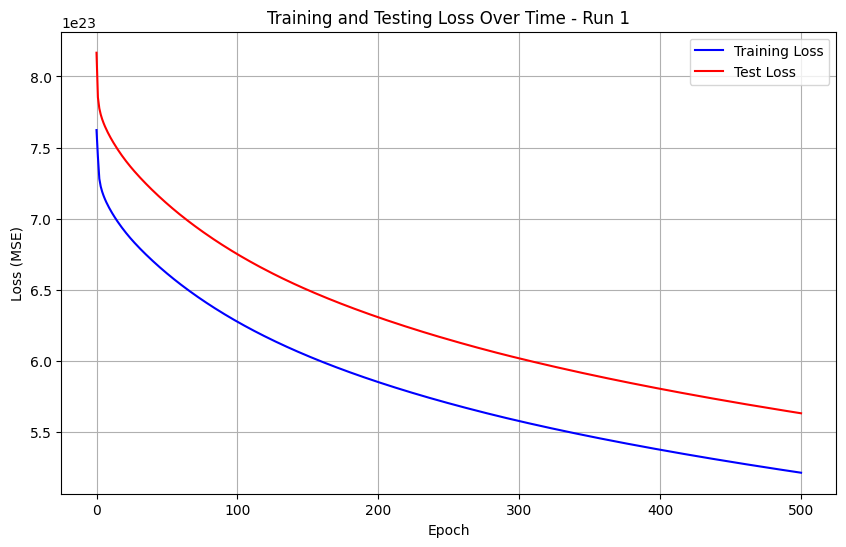 Training and Testing Loss Over Time - Run 1
1e23
Training Loss
Test Loss
8.0
7.5
7.0
6.5
6.0
5.5
Loss (MSE)
0 100 200 300 400 500
Epoch